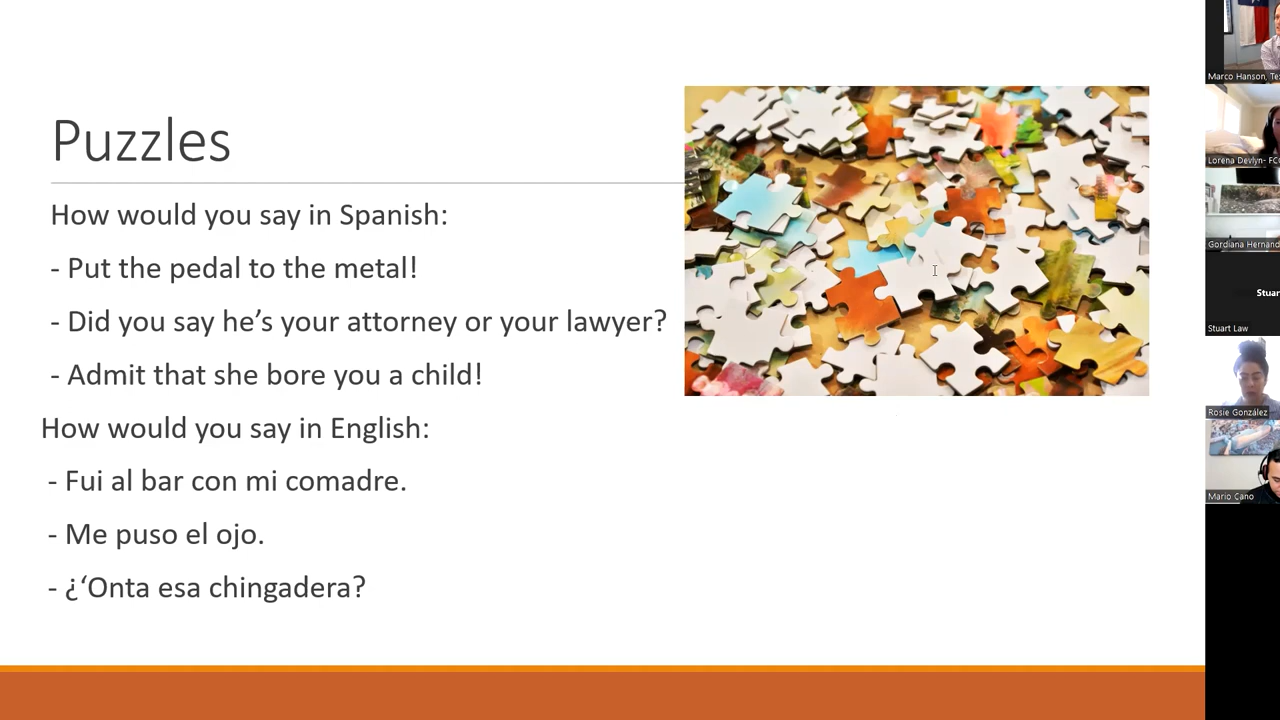 Puzzles
How would you say in Spanish:
- Put the pedal to the metal!
- Did you say he’s your attorney or your lawyer?
- Admit that she bore you a child!
How would you say in English:
- Fui al bar con mi comadre.
- Me puso el ojo.
- ¿‘Onta esa chingadera?
Marco Hanson,
Lorena Devlyn-
Gordiana
Stuart Law
Rosie González
Mario Cano